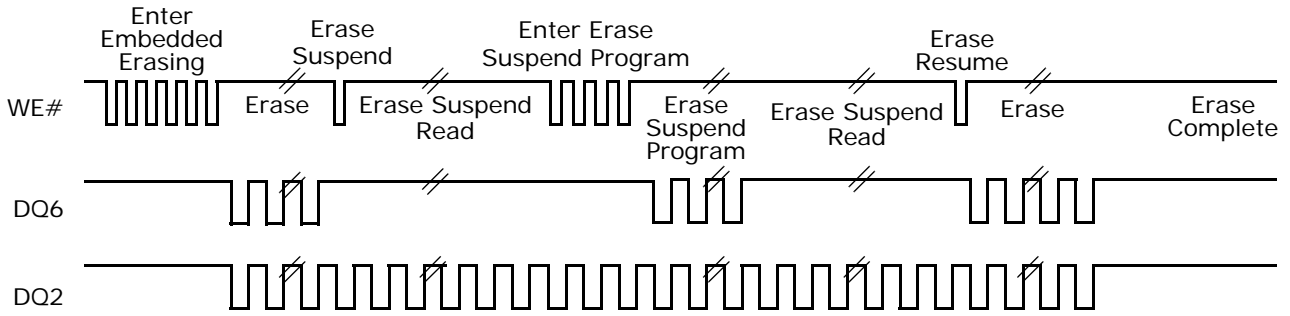 Enter
Embedded
Erasing
Erase
Suspend
Enter Erase
Suspend Program
Erase
Resume
WE#
Erase
Erase Suspend
Read
Erase
Suspend
Program
Erase Suspend
Read
Erase
Erase
Complete
DQ6
DQ2